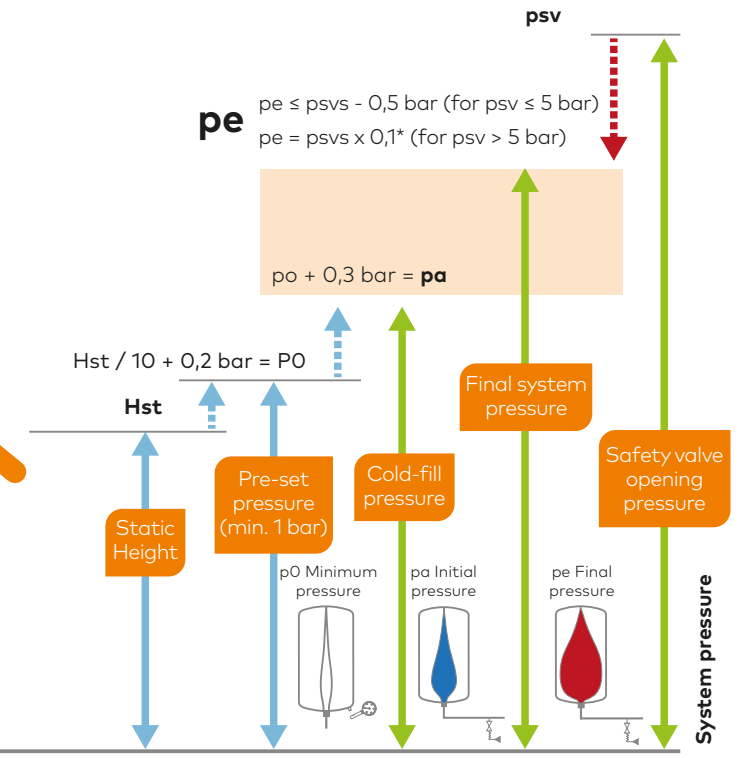 psv
pe ≤ psvs - 0,5 bar (for psv ≤ 5 bar)
pe
pe = psvs x 0,1* (for psv > 5 bar)
po + 0,3 bar = pa
Hst / 10 + 0,2 bar = P0
Hst
Final system
pressure
Safety valve
opening
pressure
Cold-fill
pressure
Pre-set
pressure
(min. 1 bar)
Static
Height
p0 Minimum
pressure
pa Initial
pressure
pe Final
pressure
System pressure